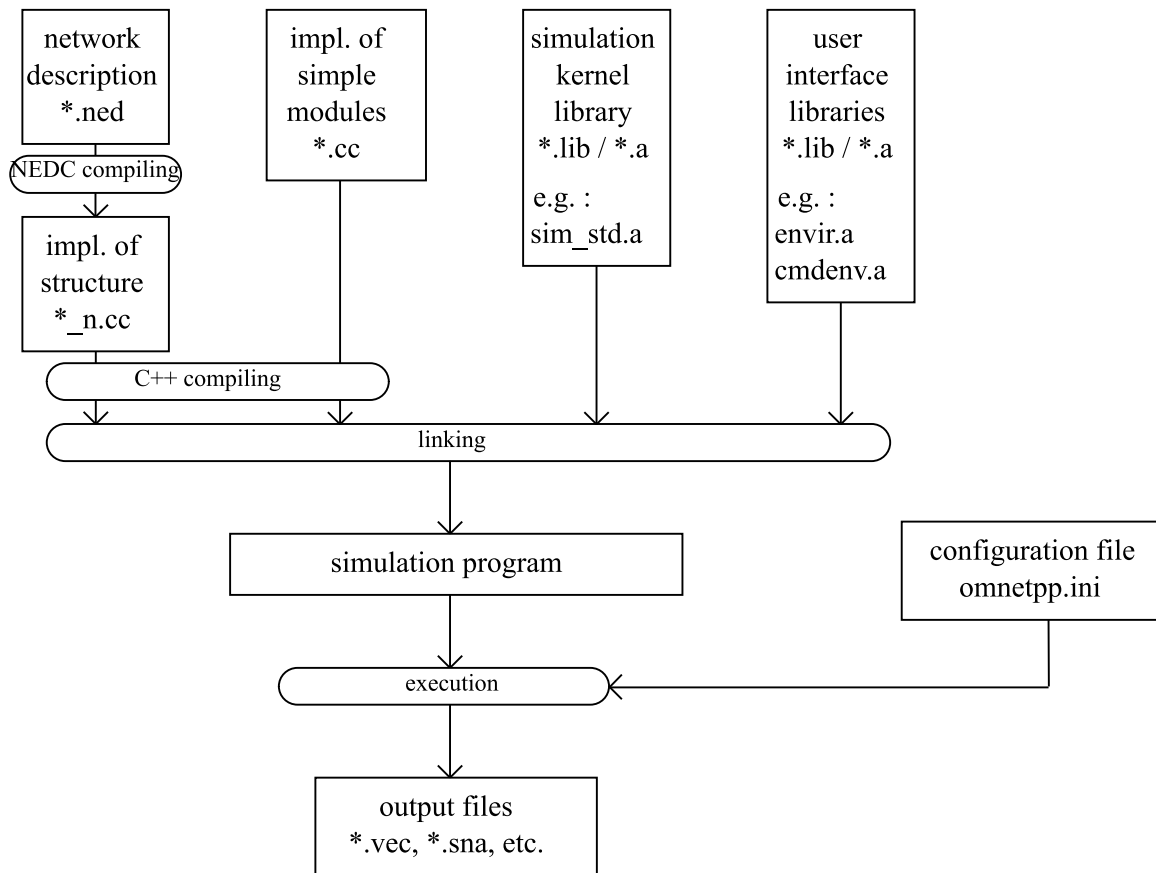 network
description
*.ned
NEDC compiling
impl. of
structure
*_n.cc
impl. of
simple
modules
*.cc
simulation
kernel
library
*.lib / *.a
e.g. :
sim_std.a
user
interface
libraries
*.lib / *.a
e.g. :
envir.a
cmdenv.a
C++ compiling
linking
simulation program
configuration file
omnetpp.ini
execution
output files
*.vec, *.sna, etc.